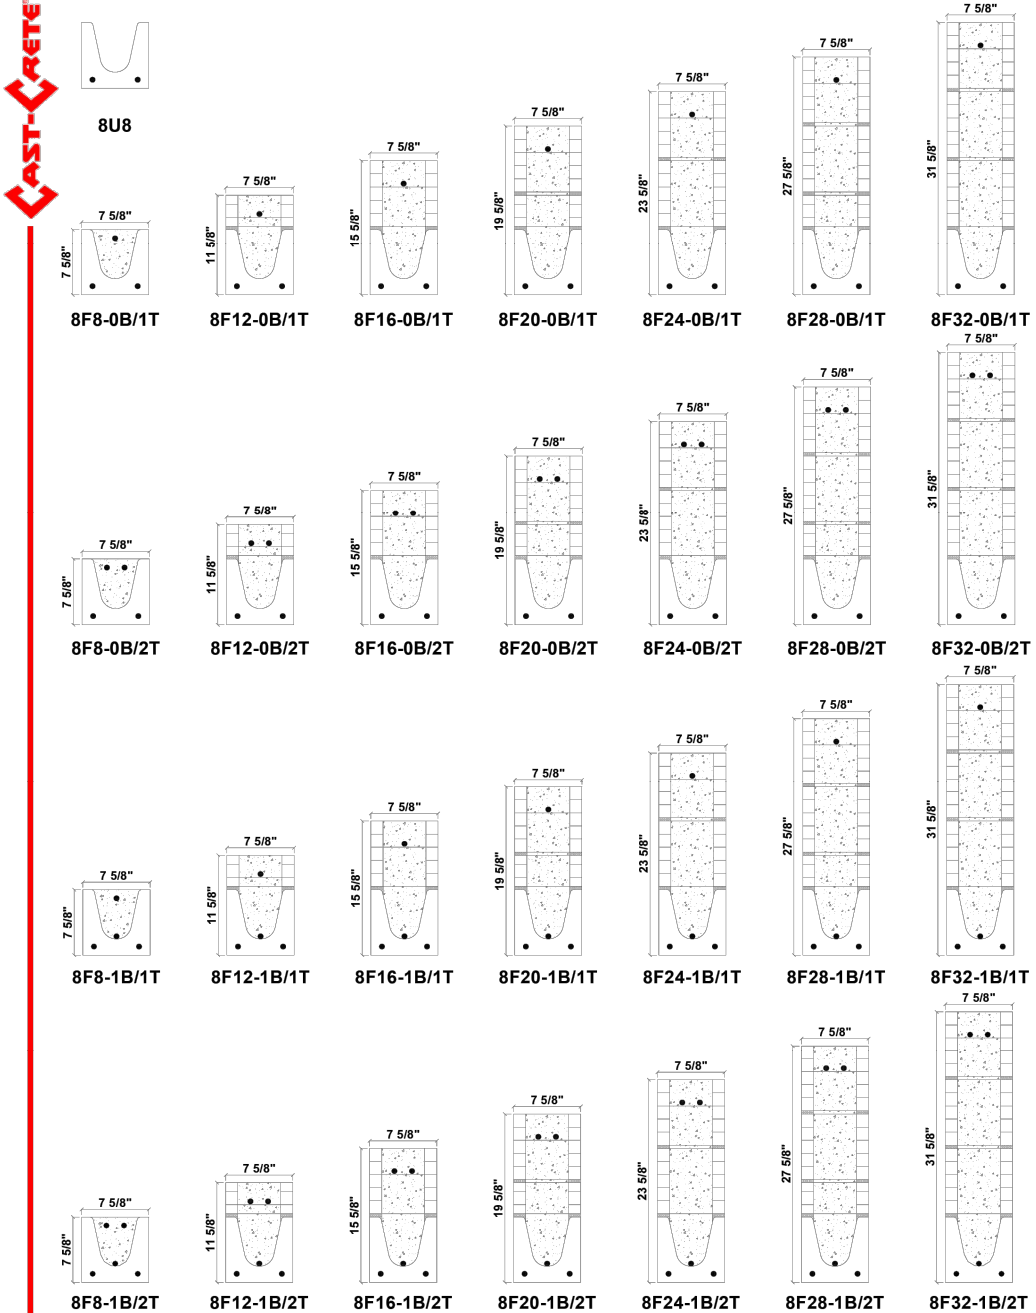 CAST-CRETE
8U8
7 5/8" 7 5/8" 7 5/8" 7 5/8" 7 5/8" 7 5/8" 7 5/8"
7 5/8" 11 5/8" 15 5/8" 19 5/8" 23 5/8" 27 5/8" 31 5/8"
8F8-0B/1T 8F12-0B/1T 8F16-0B/1T 8F20-0B/1T 8F24-0B/1T 8F28-0B/1T 8F32-0B/1T
7 5/8" 7 5/8" 7 5/8" 7 5/8" 7 5/8" 7 5/8" 7 5/8"
7 5/8" 11 5/8" 15 5/8" 19 5/8" 23 5/8" 27 5/8" 31 5/8"
8F8-0B/2T 8F12-0B/2T 8F16-0B/2T 8F20-0B/2T 8F24-0B/2T 8F28-0B/2T 8F32-0B/2T
7 5/8" 7 5/8" 7 5/8" 7 5/8" 7 5/8" 7 5/8" 7 5/8"
7 5/8" 11 5/8" 15 5/8" 19 5/8" 23 5/8" 27 5/8" 31 5/8"
8F8-1B/1T 8F12-1B/1T 8F16-1B/1T 8F20-1B/1T 8F24-1B/1T 8F28-1B/1T 8F32-1B/1T
7 5/8" 7 5/8" 7 5/8" 7 5/8" 7 5/8" 7 5/8" 7 5/8"
7 5/8" 11 5/8" 15 5/8" 19 5/8" 23 5/8" 27 5/8" 31 5/8"
8F8-1B/2T 8F12-1B/2T 8F16-1B/2T 8F20-1B/2T 8F24-1B/2T 8F28-1B/2T 8F32-1B/2T